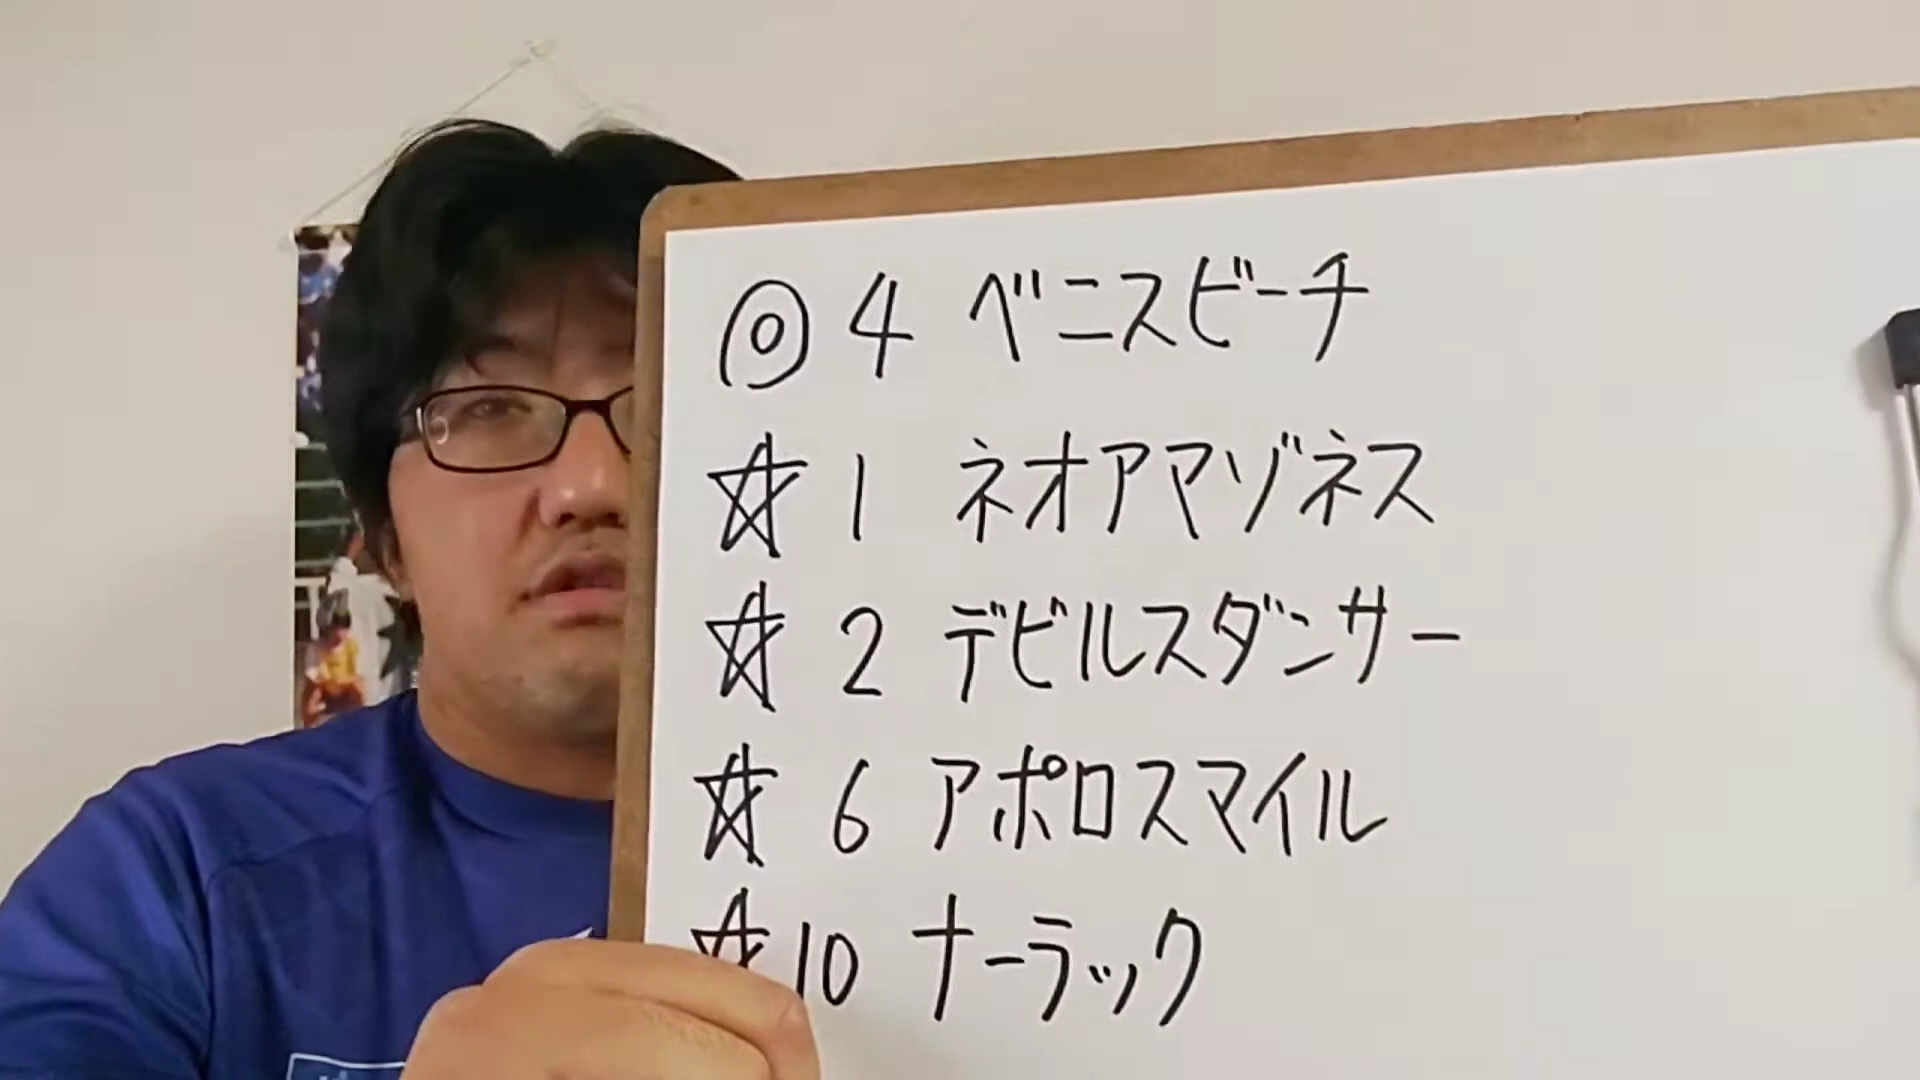 ◎ 4 ベニスビーチ
☆ 1 ネオアマゾネス
☆ 2 デビルスダンサー
☆ 6 アポロスマイル
☆ 10 ナーラック